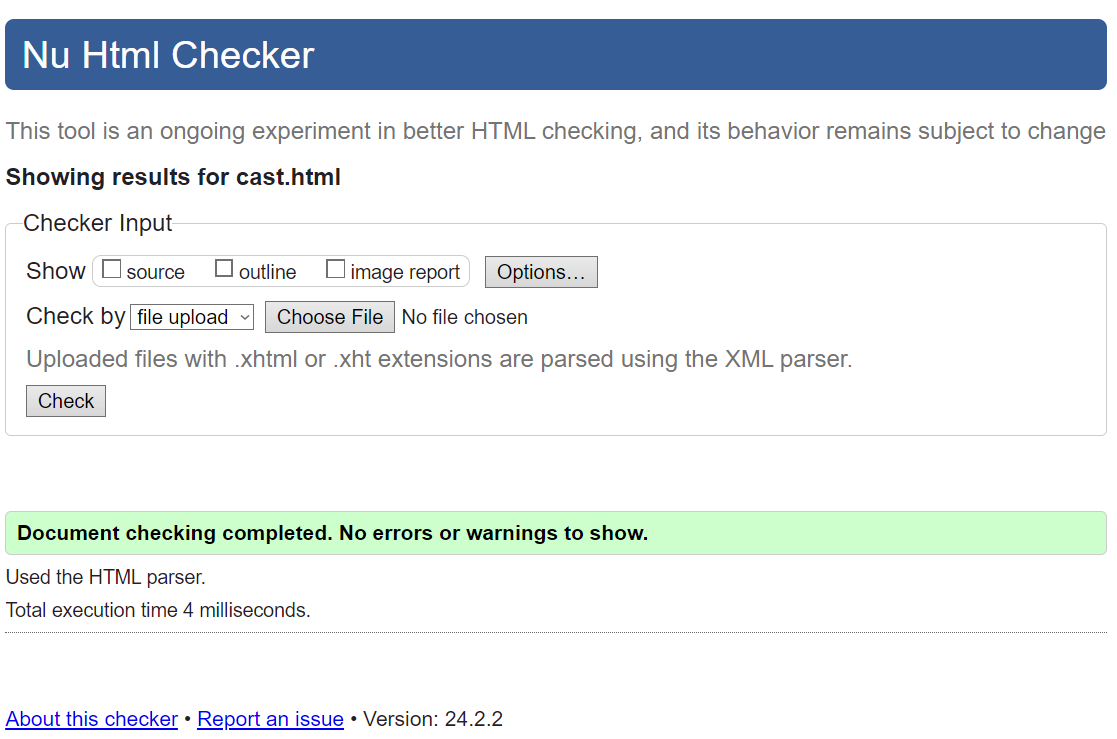 Nu Html Checker
This tool is an ongoing experiment in better HTML checking, and its behavior remains subject to change
Showing results for cast.html
Checker Input
Show source outline image report Options…
Check by file upload Choose File No file chosen
Uploaded files with .xhtml or .xht extensions are parsed using the XML parser.
Check
Document checking completed. No errors or warnings to show.
Used the HTML parser.
Total execution time 4 milliseconds.
About this checker • Report an issue • Version: 24.2.2